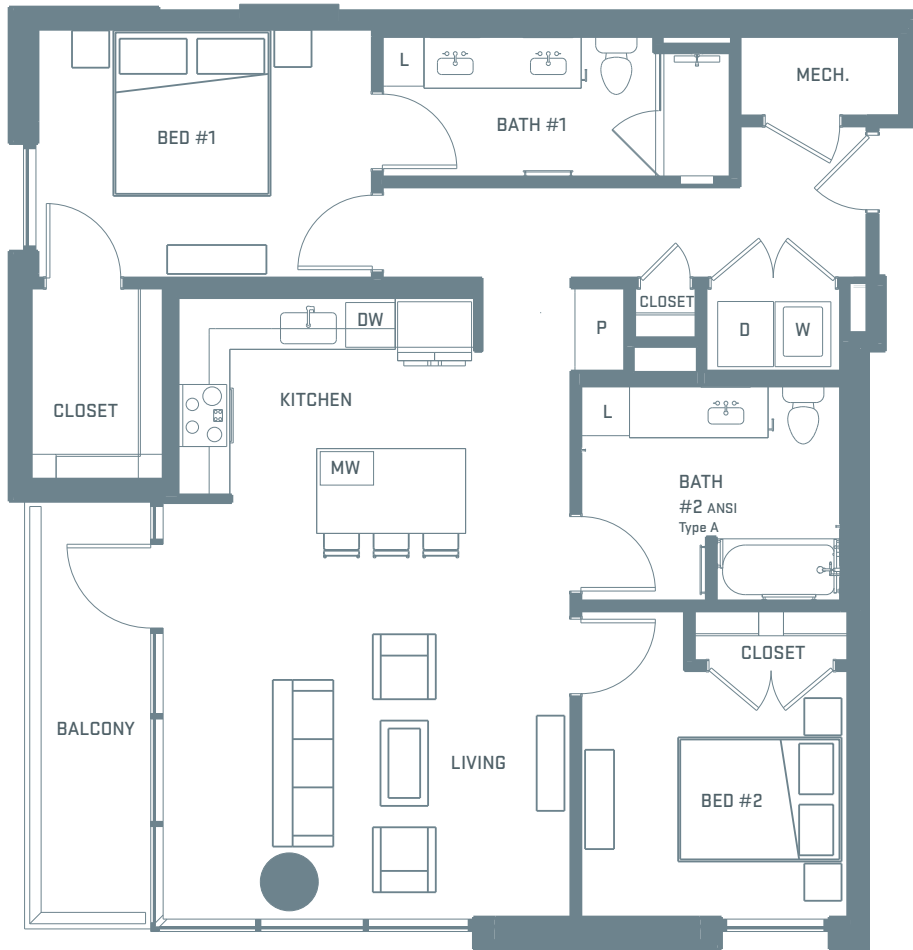 L
MECH.
BATH #1
BED #1
CLOSET
DW
P
D
W
KITCHEN
CLOSET
L
MW
BATH
#2 ANSI
Type A
CLOSET
BALCONY
LIVING
BED #2